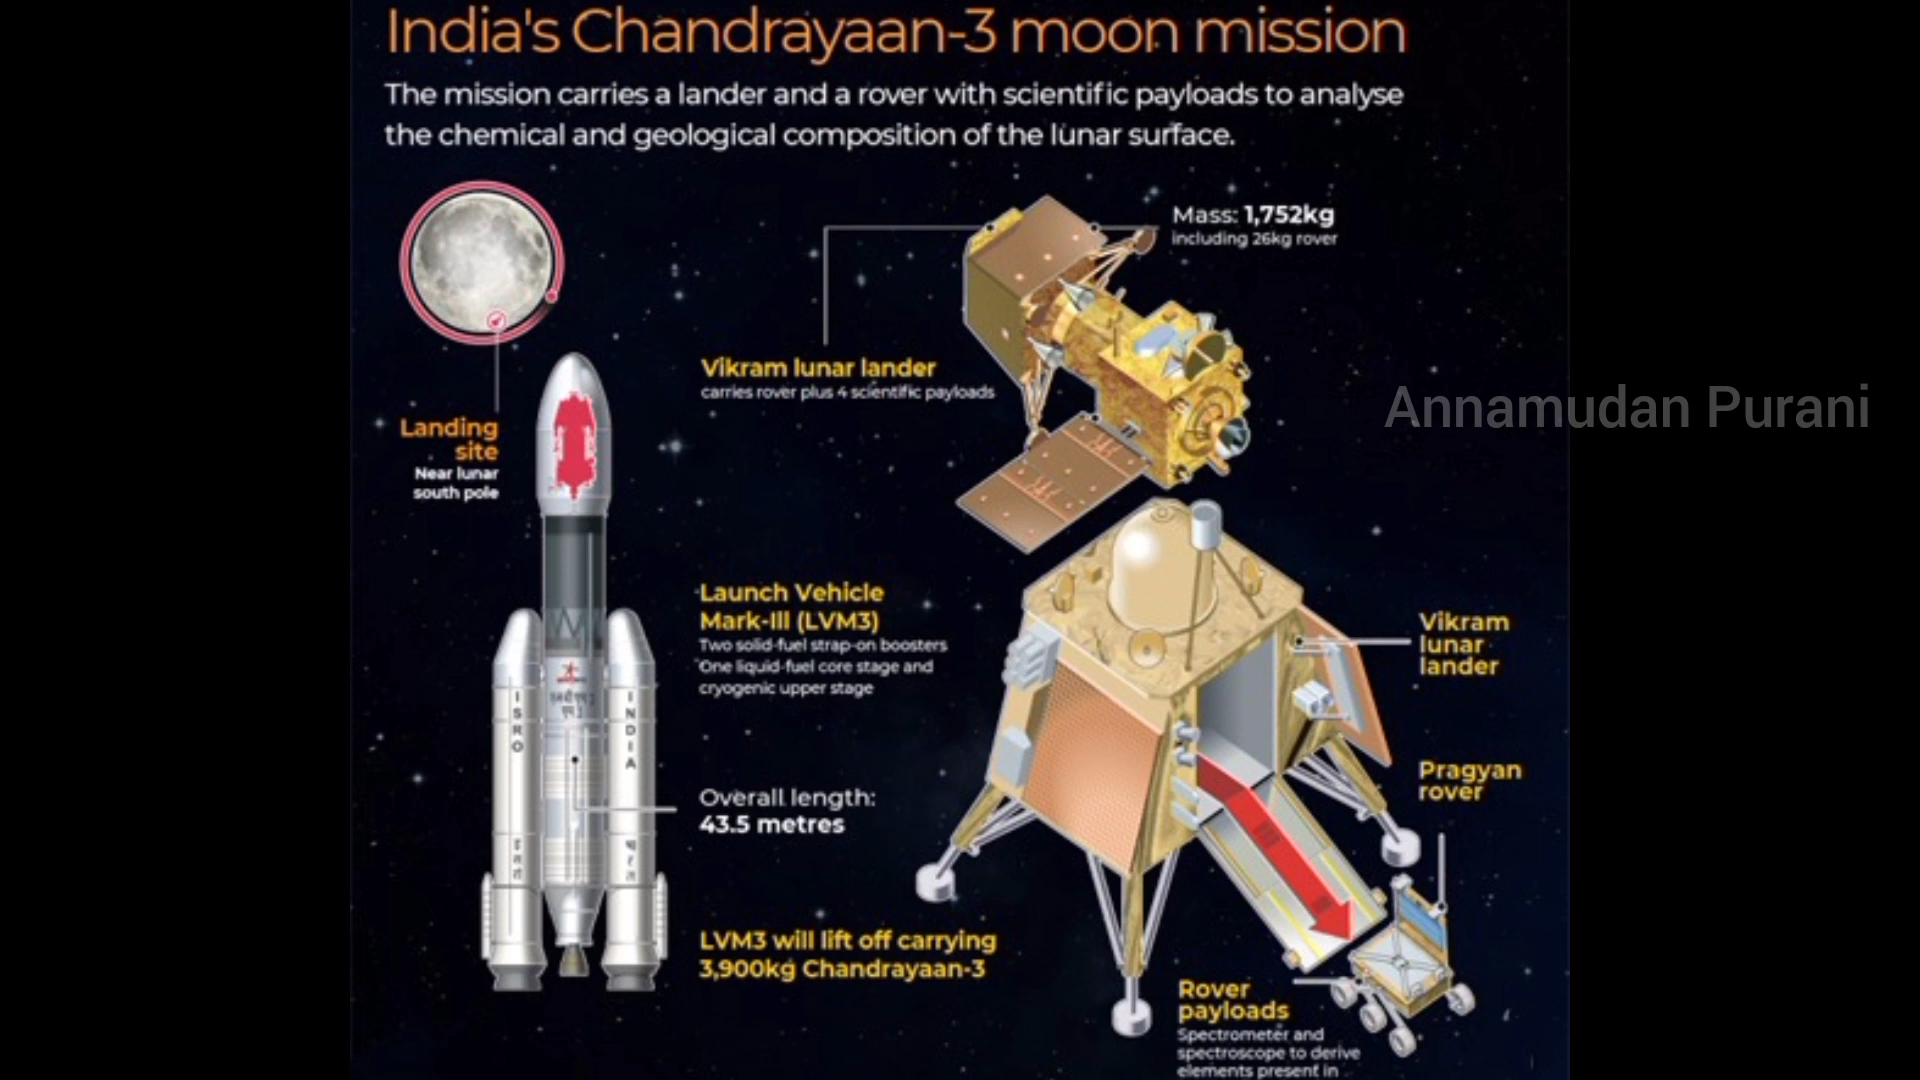 India's Chandrayaan-3 moon mission
The mission carries a lander and a rover with scientific payloads to analyse
the chemical and geological composition of the lunar surface.
Mass: 1,752kg
including 26kg rover
Vikram lunar lander
carries rover plus 4 scientific payloads
Annamudan Purani
Landing
site
Near lunar
south pole
Launch Vehicle
Mark-III (LVM3)
Two solid-fuel strap-on boosters
One liquid-fuel core stage and
cryogenic upper stage
ISRO
INDIA
Overall length:
43.5 metres
LVM3 will lift off carrying
3,900kg Chandrayaan-3
Vikram
lunar
lander
Pragyan
rover
Rover
payloads
Spectrometer and
spectroscope to derive
elements present in